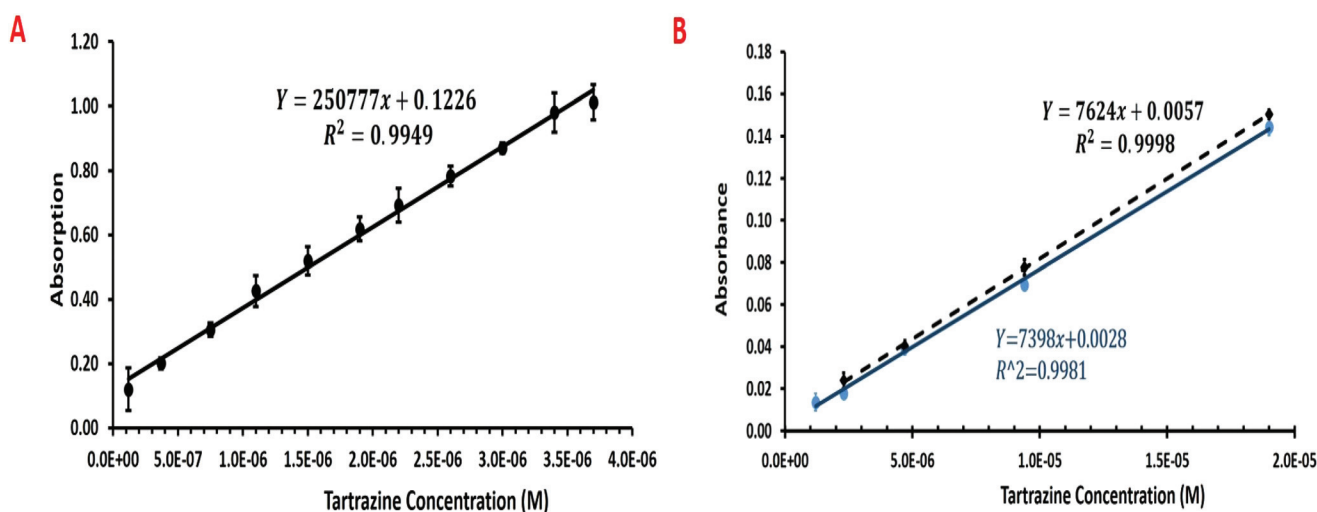 A
Absorption
1.20
1.00
0.80
0.60
0.40
0.20
0.00
Y = 250777x + 0.1226
R² = 0.9949
0.0E+00 5.0E-07 1.0E-06 1.5E-06 2.0E-06 2.5E-06 3.0E-06 3.5E-06 4.0E-06
Tartrazine Concentration (M)
B
Absorbance
0.18
0.16
0.14
0.12
0.10
0.08
0.06
0.04
0.02
0.00
Y = 7624x + 0.0057
R² = 0.9998
Y=7398x+0.0028
R^2=0.9981
0.0E+00 5.0E-06 1.0E-05 1.5E-05 2.0E-05
Tartrazine Concentration (M)